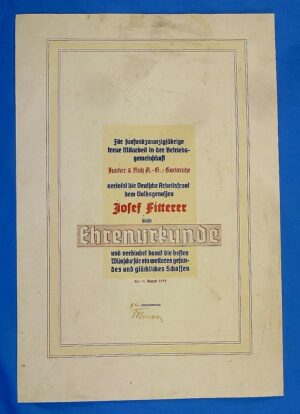 Für fünfundzwanzigjährige
treue Mitarbeit in der Betriebs-
gemeinschaft
Junker & Ruh A.-G. / Karlsruhe
verleiht die Deutsche Arbeitsfront
dem Volksgenossen
Josef Fitterer
diese
Ehrenurkunde
und verbindet damit die besten
Wünsche für ein weiteres gesun-
des und glückliches Schaffen